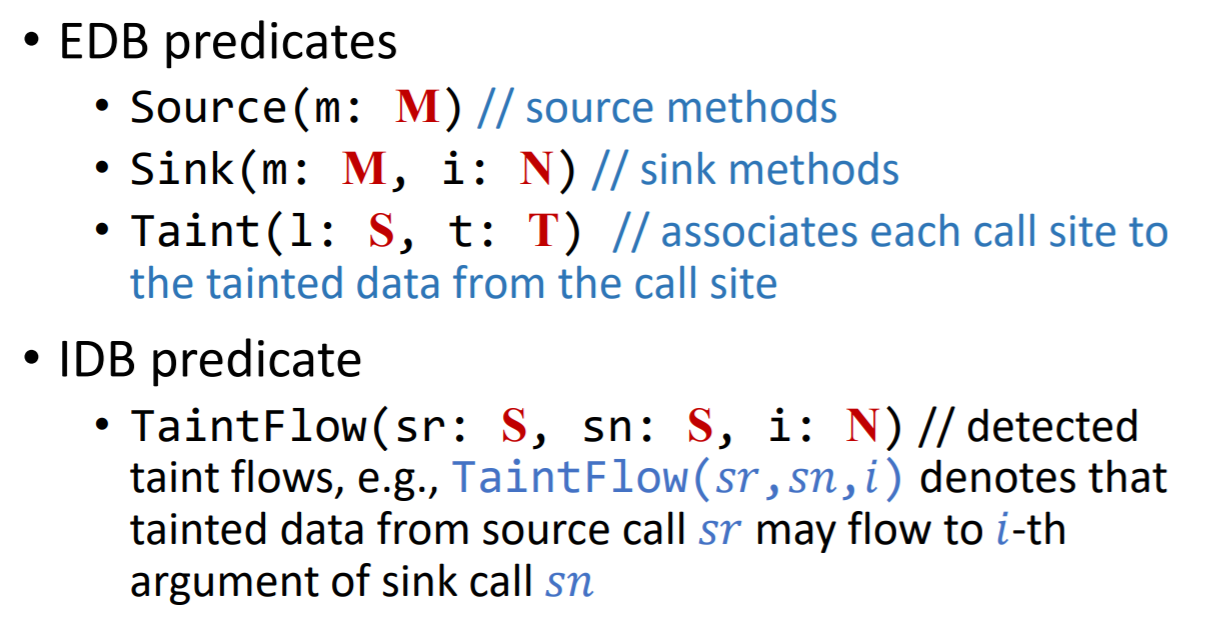 • EDB predicates
• Source(m: M) // source methods
• Sink(m: M, i: N) // sink methods
• Taint(l: S, t: T) // associates each call site to
the tainted data from the call site
• IDB predicate
• TaintFlow(sr: S, sn: S, i: N) // detected
taint flows, e.g., TaintFlow(sr,sn,i) denotes that
tainted data from source call sr may flow to i-th
argument of sink call sn